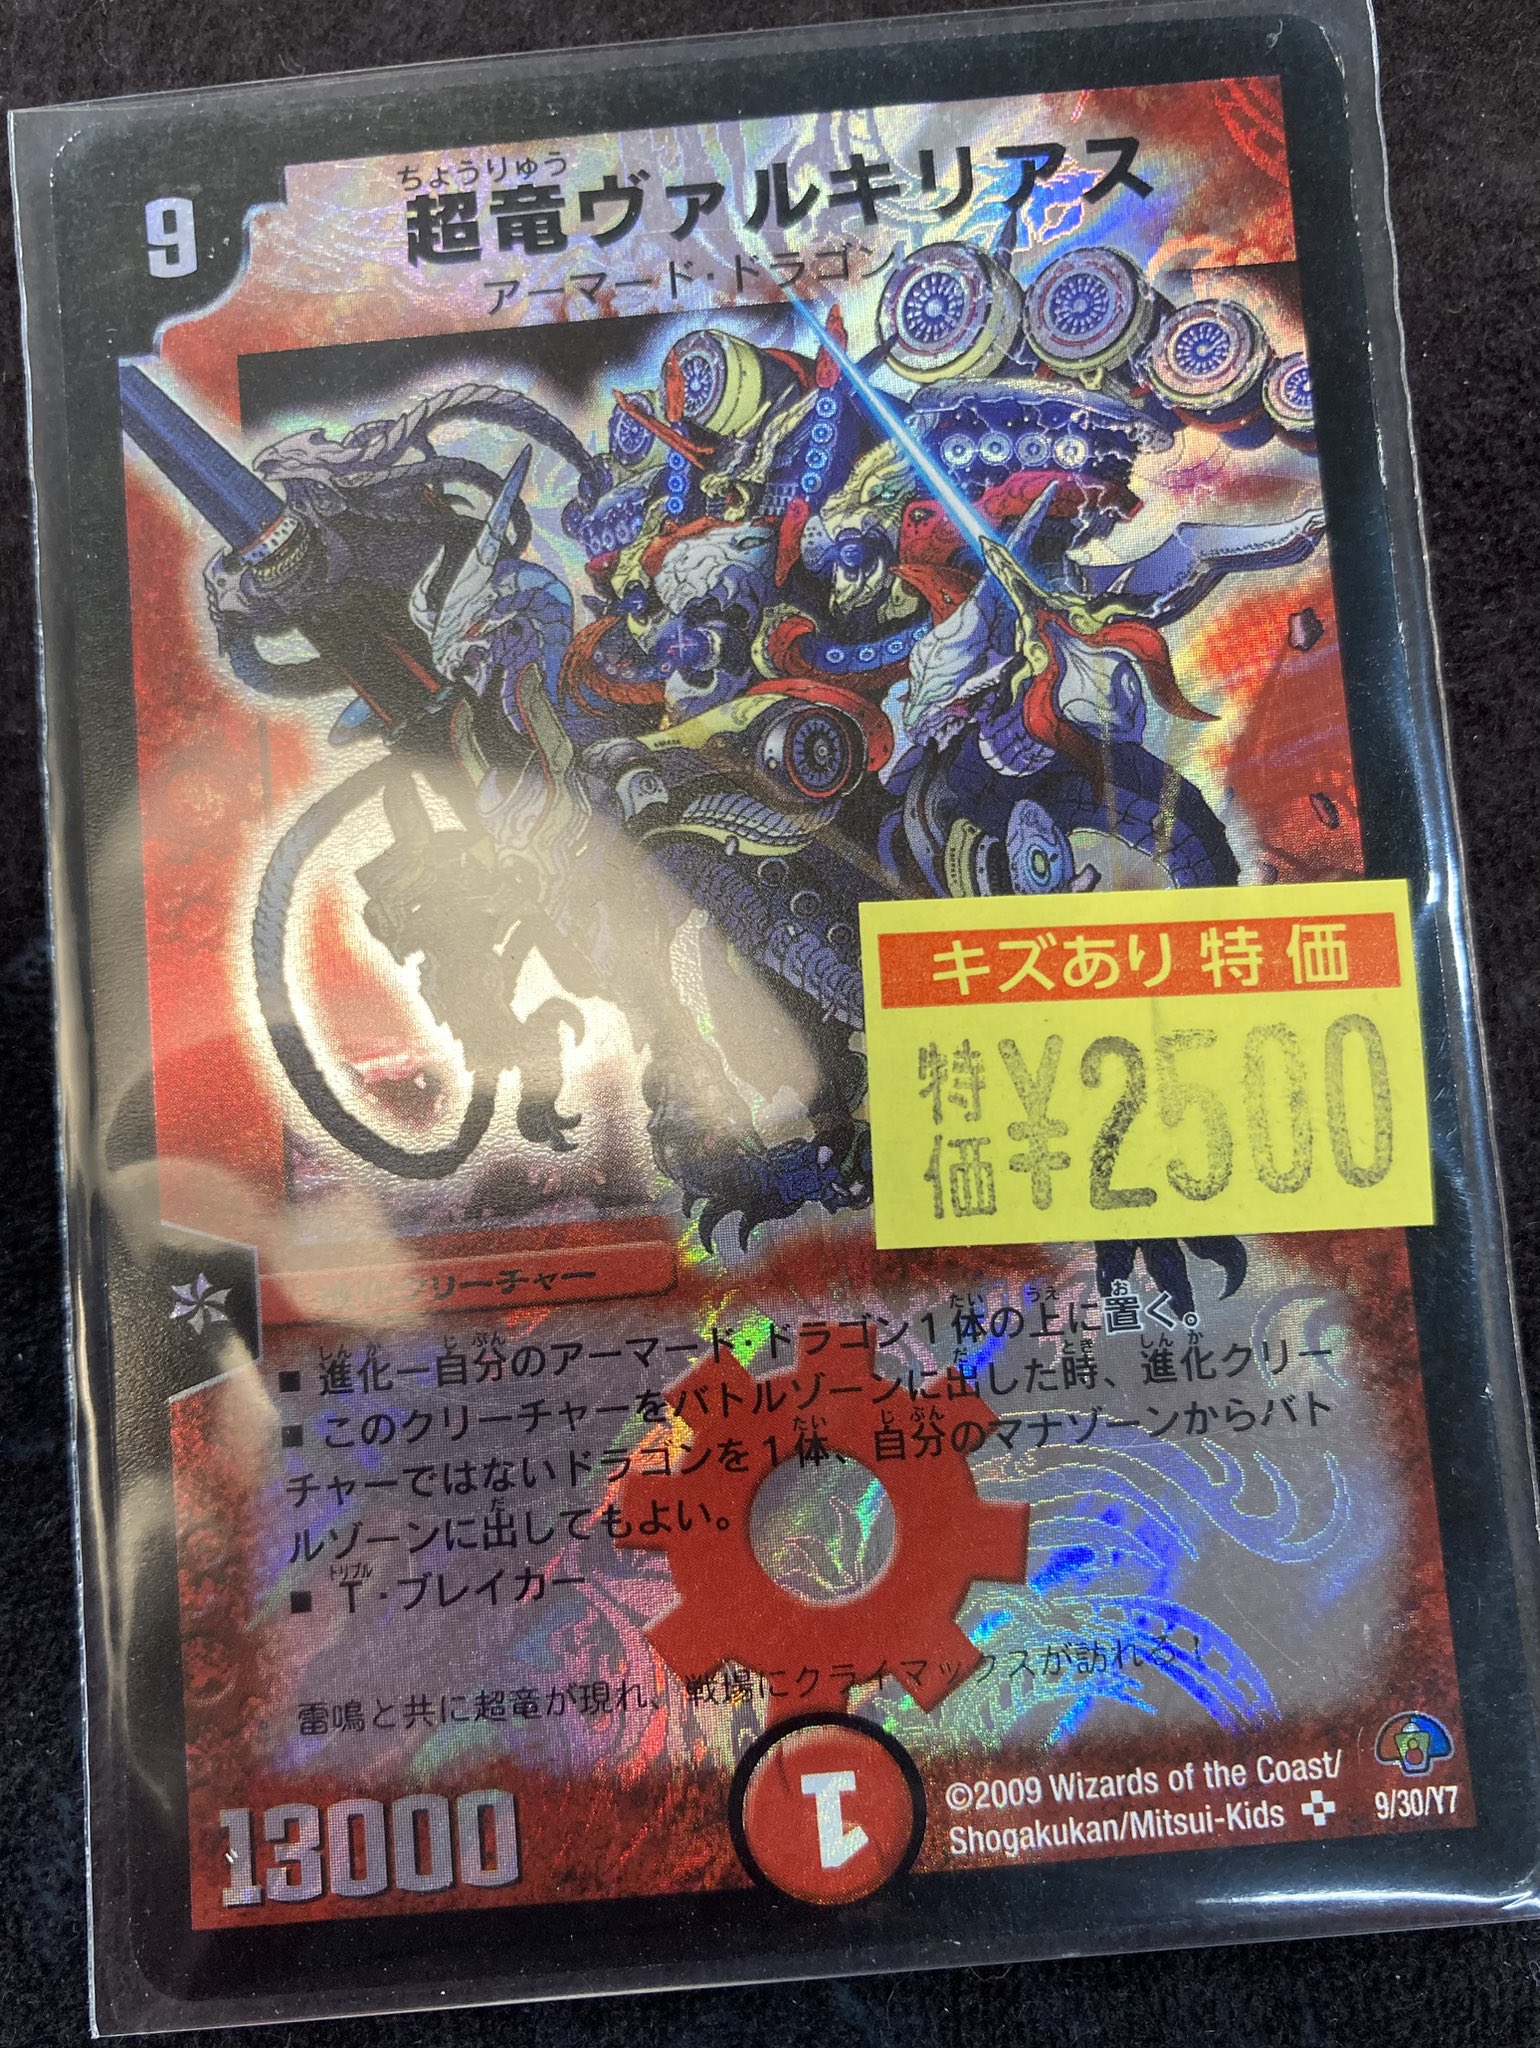 9
ちょうりゅう
超竜ヴァルキリアス
アーマード・ドラゴン
キズあり特価
特価¥2500
クリーチャー
■ 進化ー自分のアーマード・ドラゴン1体の上に置く。
■ このクリーチャーをバトルゾーンに出した時、進化クリー
チャーではないドラゴンを1体、自分のマナゾーンからバト
ルゾーンに出してもよい。
■ T・ブレイカー
雷鳴と共に超竜が現れ、戦場にクライマックスが訪れる！
13000
1
©2009 Wizards of the Coast/
Shogakukan/Mitsui-Kids
9/30/Y7